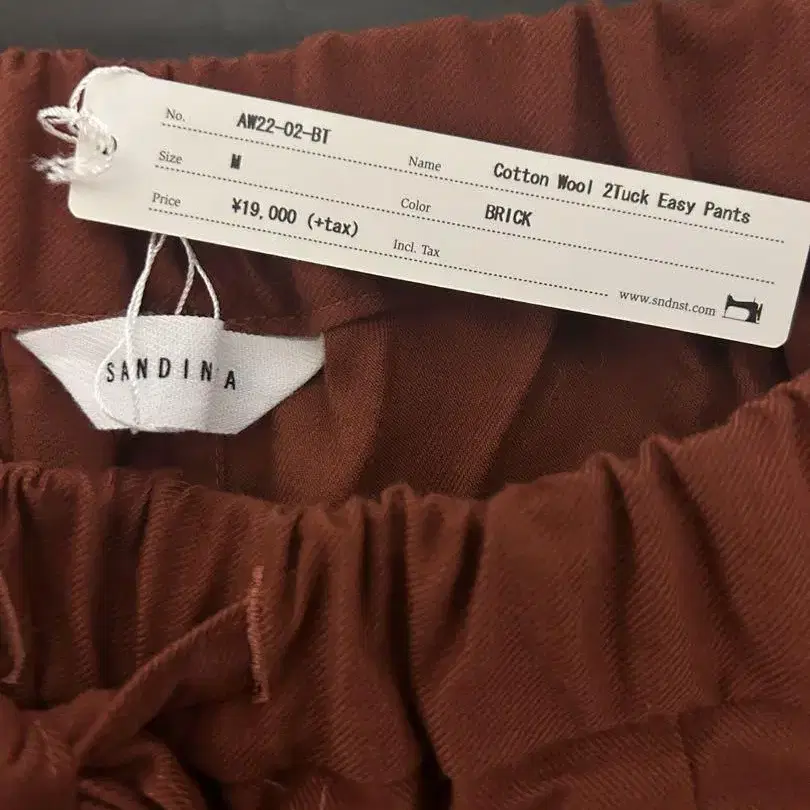 No. AW22-02-BT
Name Cotton Wool 2Tuck Easy Pants
Size M
Color BRICK
Price ¥19,000 (+tax)
Incl. Tax
www.sndnst.com
SANDINA